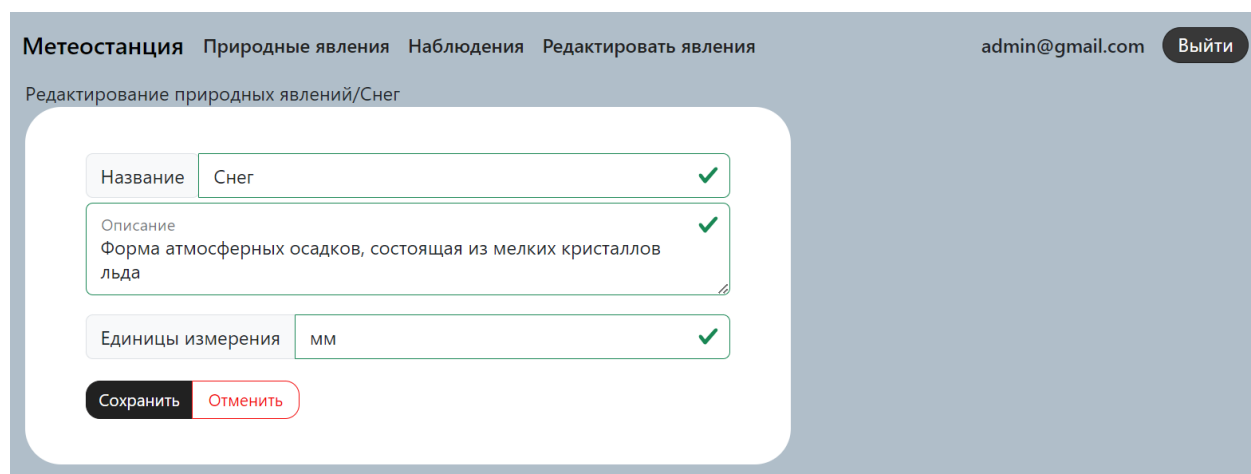 Метеостанция Природные явления Наблюдения Редактировать явления admin@gmail.com Выйти
Редактирование природных явлений/Снег
Название Снег
Описание
Форма атмосферных осадков, состоящая из мелких кристаллов
льда
Единицы измерения мм
Сохранить Отменить